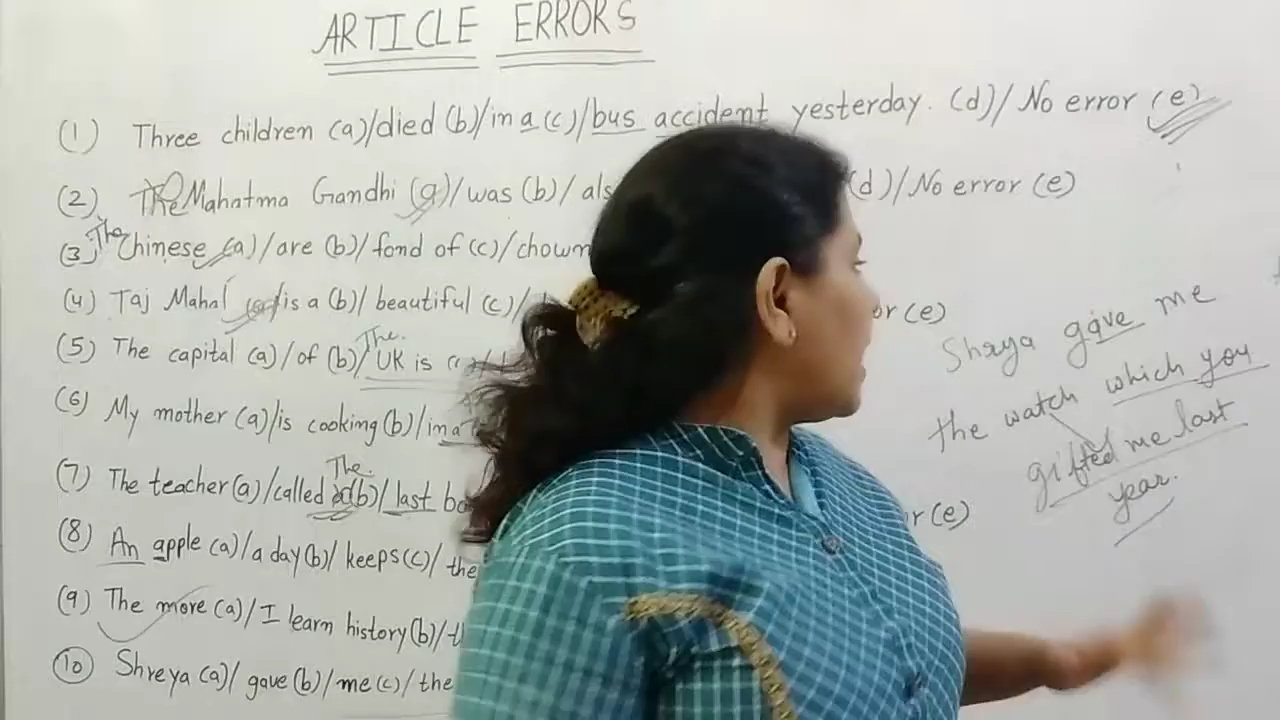 ARTICLE ERRORS
(1) Three children (a)/died (b)/in a (c)/bus accident yesterday. (d)/No error (e)
(2) The Mahatma Gandhi (a)/was (b)/als (d)/No error (e)
(3) The Chinese (a)/are (b)/fond of (c)/chowm
(4) Taj Mahal (a)/is a (b)/beautiful (c)/ or (e)
(5) The capital (a)/of (b)/The UK is
(6) My mother (a)/is cooking (b)/in a
(7) The teacher (a)/called The (b)/last
(8) An apple (a)/a day (b)/keeps (c)/the r (e)
(9) The more (a)/I learn history (b)/t
(10) Shreya (a)/gave (b)/me (c)/the
Shreya gave me
the watch which you
gifted me last
year.